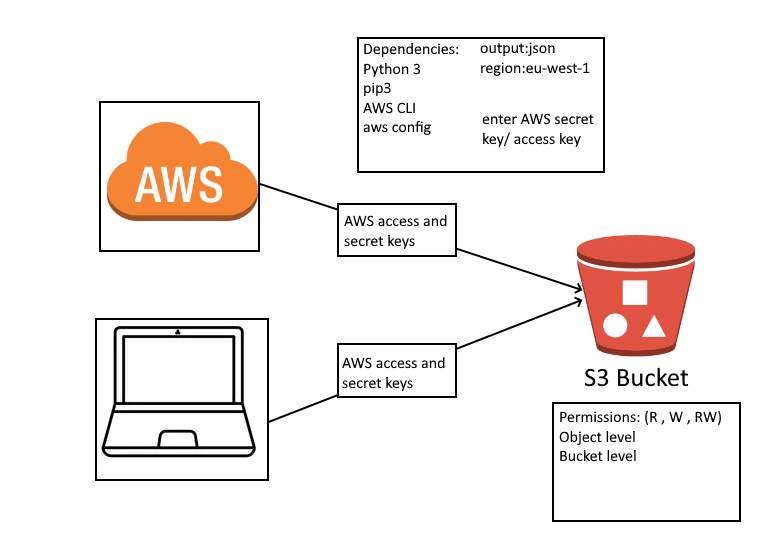 Dependencies:
Python 3
pip3
AWS CLI
aws config
output:json
region:eu-west-1
enter AWS secret
key/ access key
AWS
AWS access and
secret keys
AWS access and
secret keys
S3 Bucket
Permissions: (R , W , RW)
Object level
Bucket level